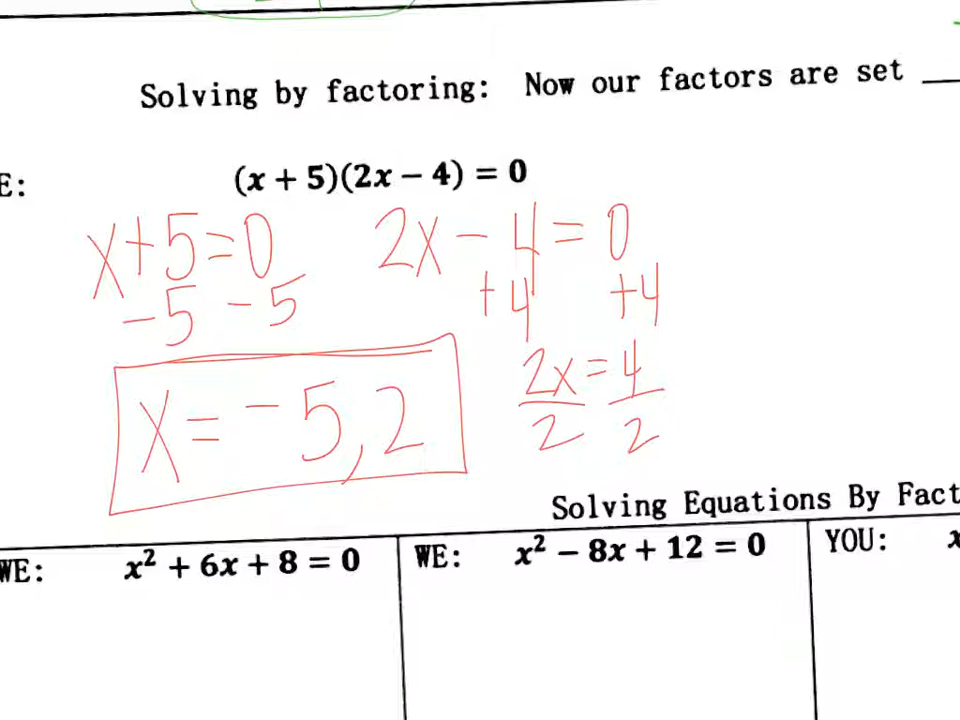 Solving by factoring: Now our factors are set ___
E: (x + 5)(2x – 4) = 0
x+5=0 2x – 4 = 0
–5 –5 +4 +4
2x = 4
2 2
x = –5, 2
Solving Equations By Fact
WE: x² + 6x + 8 = 0 WE: x² – 8x + 12 = 0 YOU: x